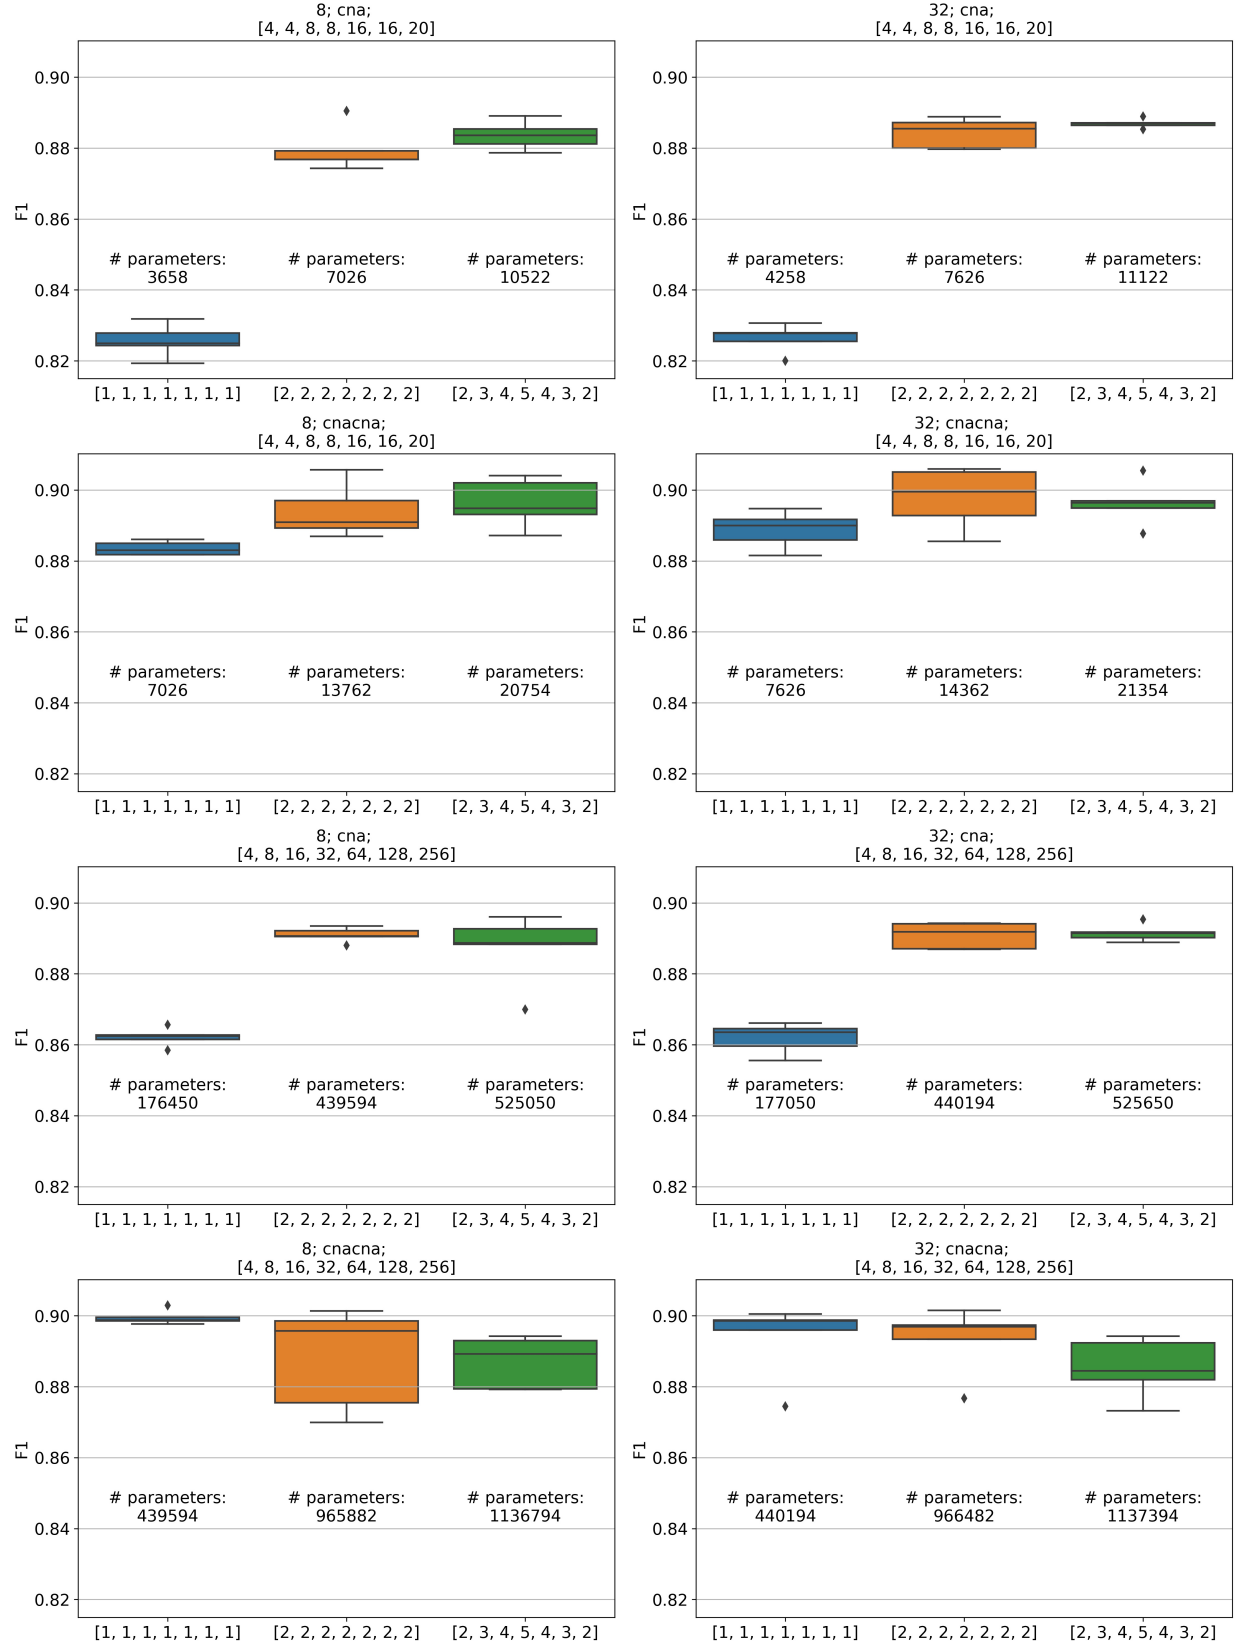 8; cna;
[4, 4, 8, 8, 16, 16, 20]
F1
0.90
0.88
0.86
0.84
0.82
# parameters:
3658
# parameters:
7026
# parameters:
10522
[1, 1, 1, 1, 1, 1, 1]
[2, 2, 2, 2, 2, 2, 2]
[2, 3, 4, 5, 4, 3, 2]
32; cna;
[4, 4, 8, 8, 16, 16, 20]
F1
0.90
0.88
0.86
0.84
0.82
# parameters:
4258
# parameters:
7626
# parameters:
11122
[1, 1, 1, 1, 1, 1, 1]
[2, 2, 2, 2, 2, 2, 2]
[2, 3, 4, 5, 4, 3, 2]
8; cnacna;
[4, 4, 8, 8, 16, 16, 20]
F1
0.90
0.88
0.86
0.84
0.82
# parameters:
7026
# parameters:
13762
# parameters:
20754
[1, 1, 1, 1, 1, 1, 1]
[2, 2, 2, 2, 2, 2, 2]
[2, 3, 4, 5, 4, 3, 2]
32; cnacna;
[4, 4, 8, 8, 16, 16, 20]
F1
0.90
0.88
0.86
0.84
0.82
# parameters:
7626
# parameters:
14362
# parameters:
21354
[1, 1, 1, 1, 1, 1, 1]
[2, 2, 2, 2, 2, 2, 2]
[2, 3, 4, 5, 4, 3, 2]
8; cna;
[4, 8, 16, 32, 64, 128, 256]
F1
0.90
0.88
0.86
0.84
0.82
# parameters:
176450
# parameters:
439594
# parameters:
525050
[1, 1, 1, 1, 1, 1, 1]
[2, 2, 2, 2, 2, 2, 2]
[2, 3, 4, 5, 4, 3, 2]
32; cna;
[4, 8, 16, 32, 64, 128, 256]
F1
0.90
0.88
0.86
0.84
0.82
# parameters:
177050
# parameters:
440194
# parameters:
525650
[1, 1, 1, 1, 1, 1, 1]
[2, 2, 2, 2, 2, 2, 2]
[2, 3, 4, 5, 4, 3, 2]
8; cnacna;
[4, 8, 16, 32, 64, 128, 256]
F1
0.90
0.88
0.86
0.84
0.82
# parameters:
439594
# parameters:
965882
# parameters:
1136794
[1, 1, 1, 1, 1, 1, 1]
[2, 2, 2, 2, 2, 2, 2]
[2, 3, 4, 5, 4, 3, 2]
32; cnacna;
[4, 8, 16, 32, 64, 128, 256]
F1
0.90
0.88
0.86
0.84
0.82
# parameters:
440194
# parameters:
966482
# parameters:
1137394
[1, 1, 1, 1, 1, 1, 1]
[2, 2, 2, 2, 2, 2, 2]
[2, 3, 4, 5, 4, 3, 2]